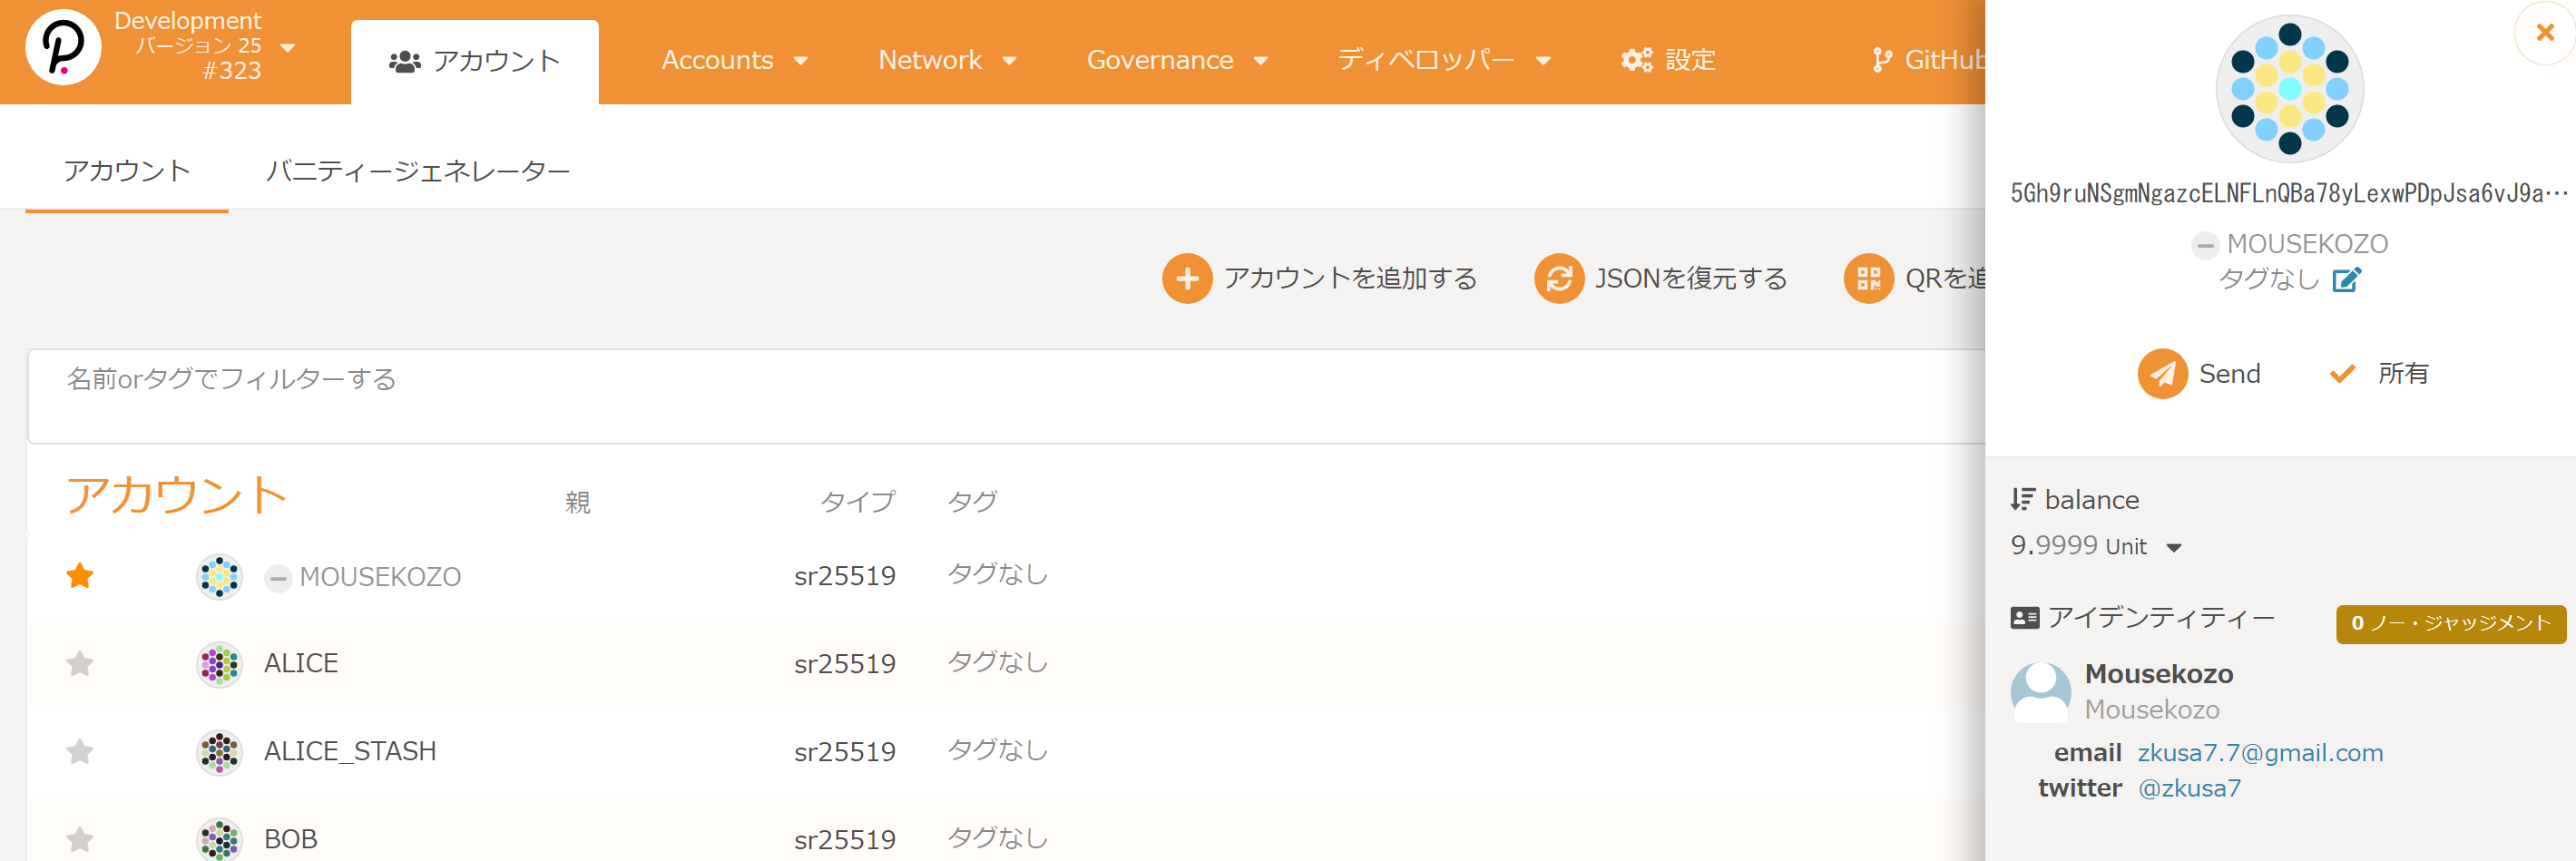 Development
バージョン 25
#323
アカウント
Accounts
Network
Governance
ディベロッパー
設定
GitHub
アカウント
バニティージェネレーター
アカウントを追加する
JSONを復元する
QRを追
名前orタグでフィルターする
アカウント 親 タイプ タグ
MOUSEKOZO sr25519 タグなし
ALICE sr25519 タグなし
ALICE_STASH sr25519 タグなし
BOB sr25519 タグなし
5Gh9ruNSgmNgazcELNFLnQBa78yLexwPDpJsa6vJ9a…
MOUSEKOZO
タグなし
Send
所有
balance
9.9999 Unit
アイデンティティー
0 ノー・ジャッジメント
Mousekozo
Mousekozo
email zkusa7.7@gmail.com
twitter @zkusa7